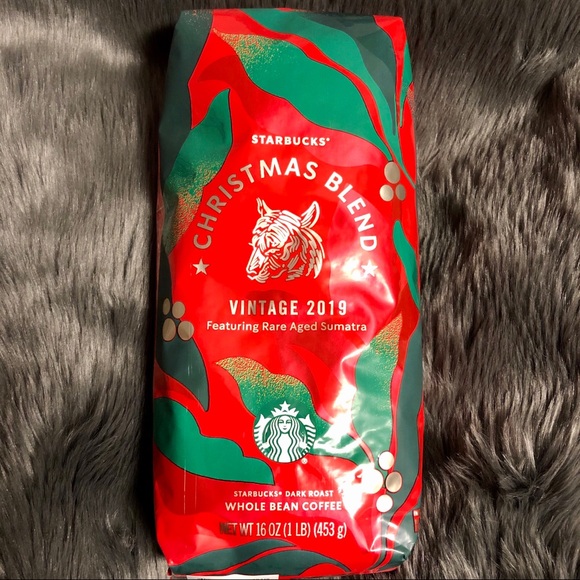 STARBUCKS®
★ CHRISTMAS BLEND ★
VINTAGE 2019
Featuring Rare Aged Sumatra
®
STARBUCKS® DARK ROAST
WHOLE BEAN COFFEE
NET WT 16 OZ (1 LB) (453 g)